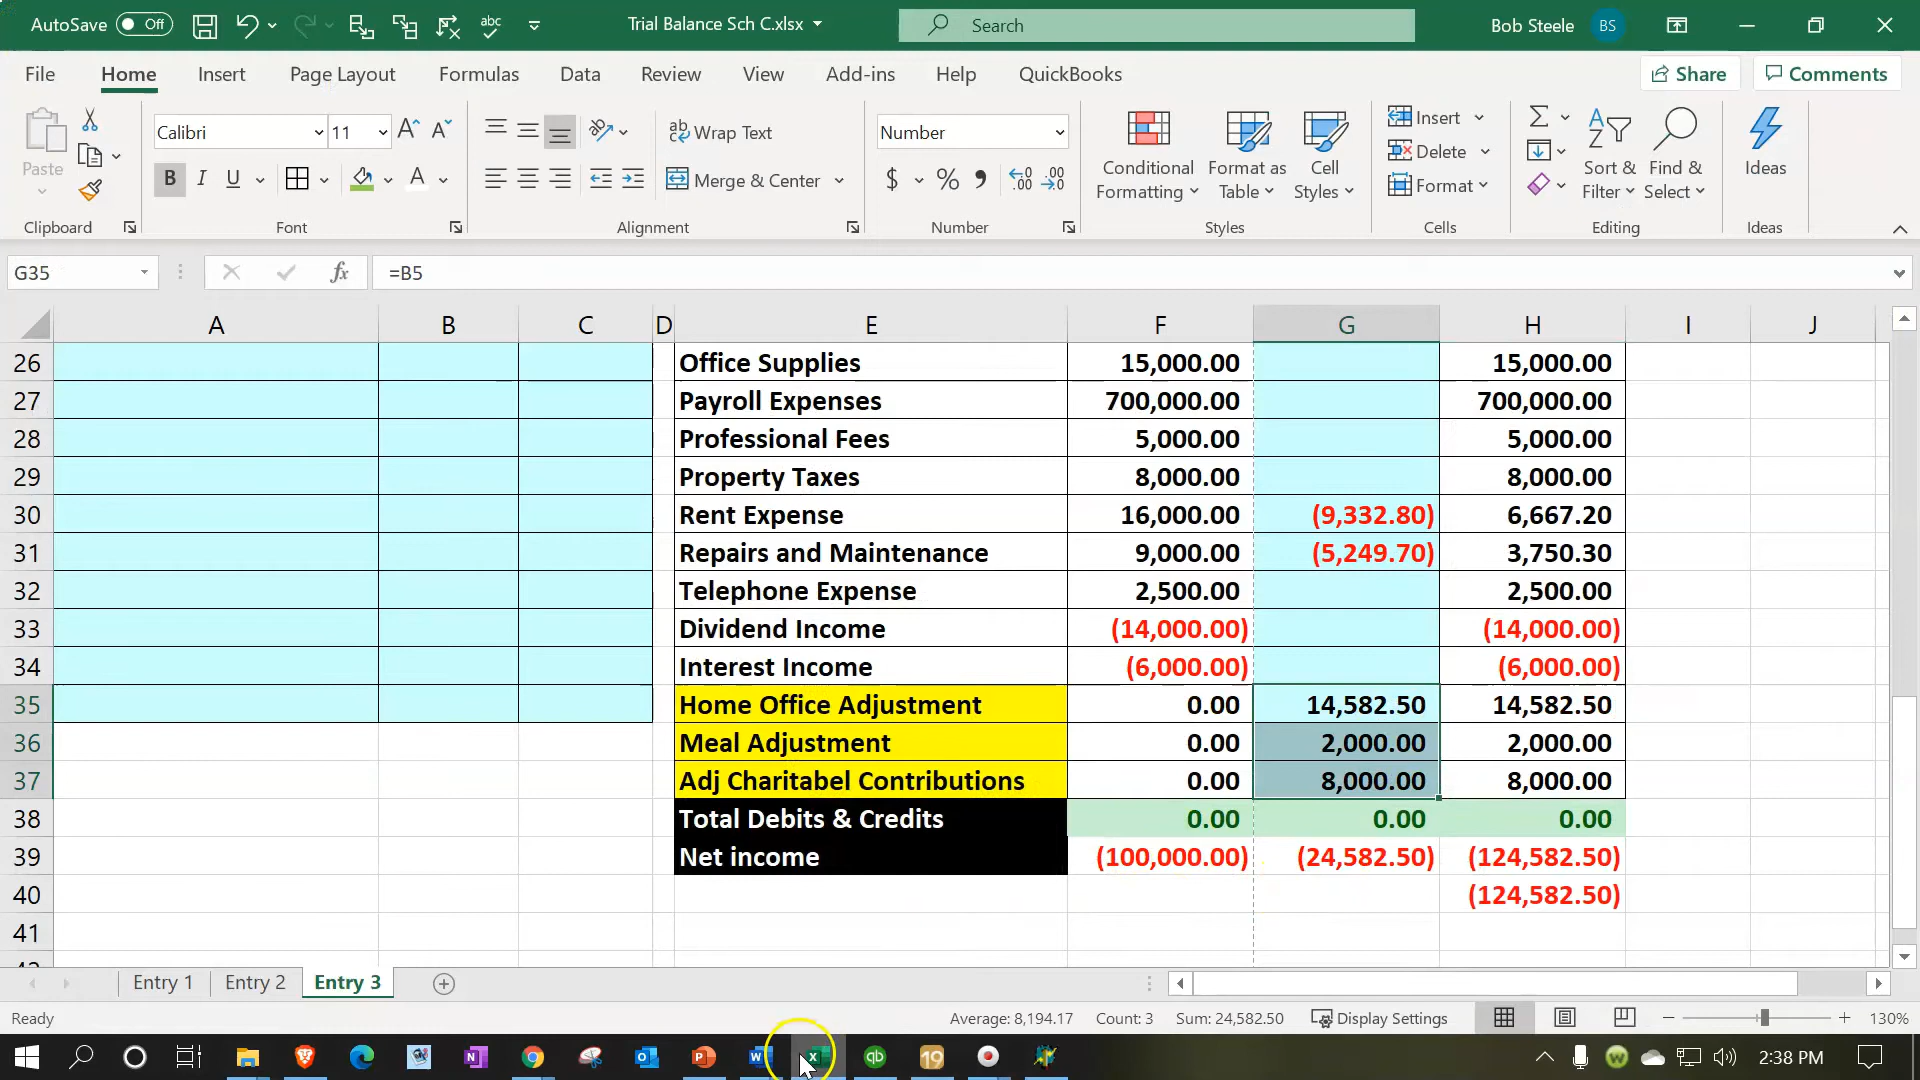 AutoSave Off abc Trial Balance Sch C.xlsx Search Bob Steele BS
File Home Insert Page Layout Formulas Data Review View Add-ins Help QuickBooks Share Comments
Paste Calibri 11 A A ab Wrap Text Number Conditional Formatting Format as Table Cell Styles Insert Delete Format Sort & Filter Find & Select Ideas
B I U A Merge & Center $ % 9
Clipboard Font Alignment Number Styles Cells Editing Ideas
G35 fx =B5
A B C D E F G H I J
26 Office Supplies 15,000.00 15,000.00
27 Payroll Expenses 700,000.00 700,000.00
28 Professional Fees 5,000.00 5,000.00
29 Property Taxes 8,000.00 8,000.00
30 Rent Expense 16,000.00 (9,332.80) 6,667.20
31 Repairs and Maintenance 9,000.00 (5,249.70) 3,750.30
32 Telephone Expense 2,500.00 2,500.00
33 Dividend Income (14,000.00) (14,000.00)
34 Interest Income (6,000.00) (6,000.00)
35 Home Office Adjustment 0.00 14,582.50 14,582.50
36 Meal Adjustment 0.00 2,000.00 2,000.00
37 Adj Charitabel Contributions 0.00 8,000.00 8,000.00
38 Total Debits & Credits 0.00 0.00 0.00
39 Net income (100,000.00) (24,582.50) (124,582.50)
40 (124,582.50)
41
Entry 1 Entry 2 Entry 3
Ready Average: 8,194.17 Count: 3 Sum: 24,582.50 Display Settings 130%
2:38 PM